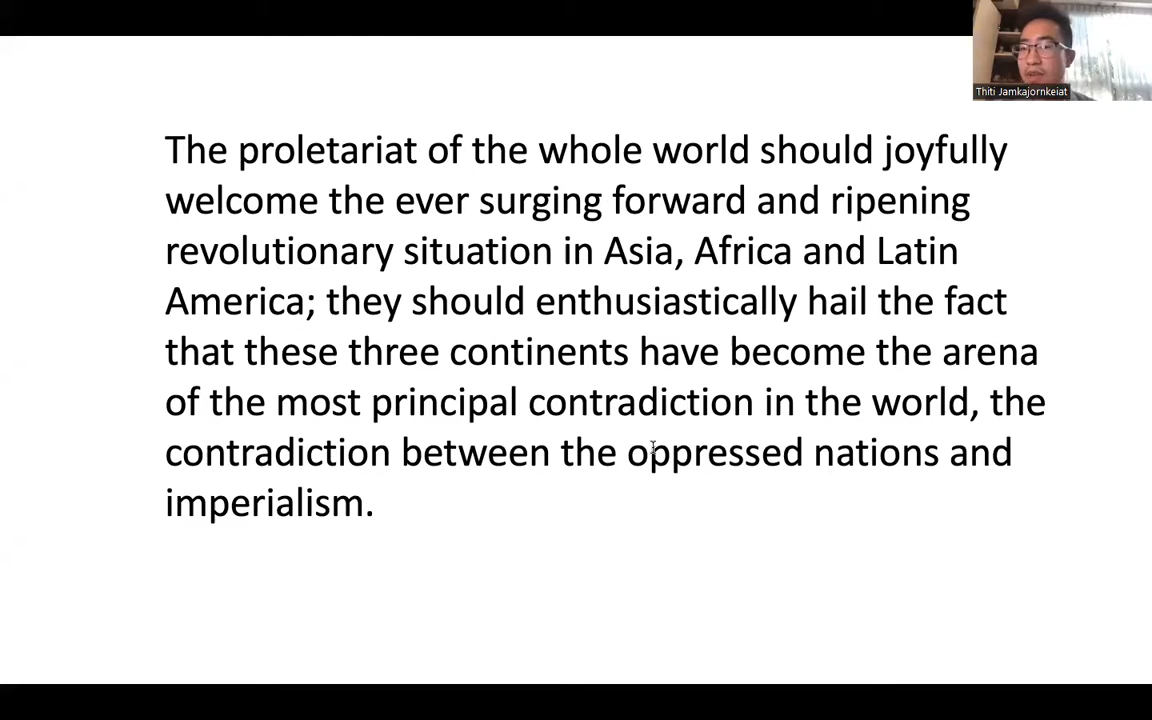 Thiti Jamkajornkeiat
The proletariat of the whole world should joyfully
welcome the ever surging forward and ripening
revolutionary situation in Asia, Africa and Latin
America; they should enthusiastically hail the fact
that these three continents have become the arena
of the most principal contradiction in the world, the
contradiction between the oppressed nations and
imperialism.